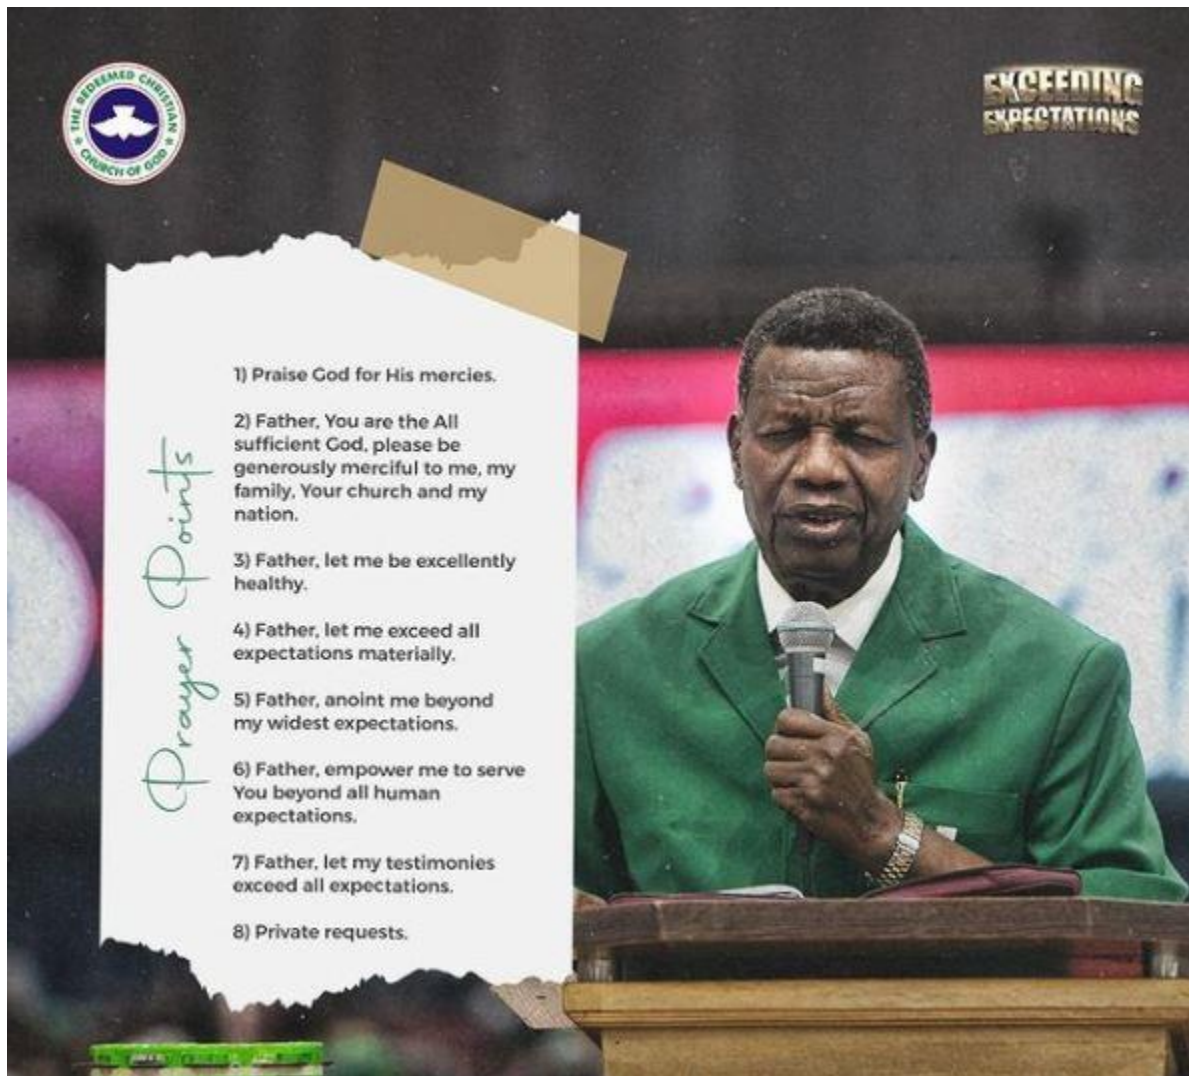 THE REDEEMED CHRISTIAN
CHURCH OF GOD
EXCEEDING
EXPECTATIONS
Prayer Points
1) Praise God for His mercies.
2) Father, You are the All
sufficient God, please be
generously merciful to me, my
family, Your church and my
nation.
3) Father, let me be excellently
healthy.
4) Father, let me exceed all
expectations materially.
5) Father, anoint me beyond
my widest expectations.
6) Father, empower me to serve
You beyond all human
expectations.
7) Father, let my testimonies
exceed all expectations.
8) Private requests.